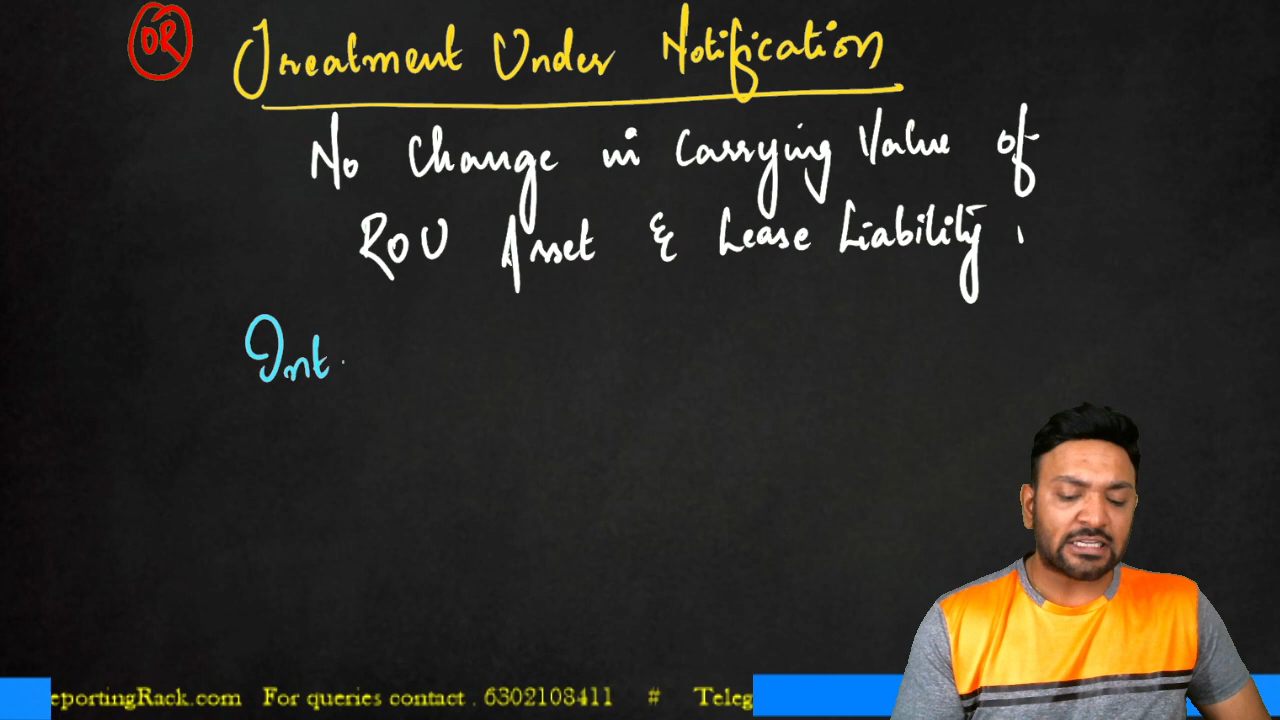 OR Treatment Under Notification
No Change in Carrying Value of
ROU Asset & Lease Liability .
Int.
eportingRack.com For queries contact . 6302108411 # Teleg